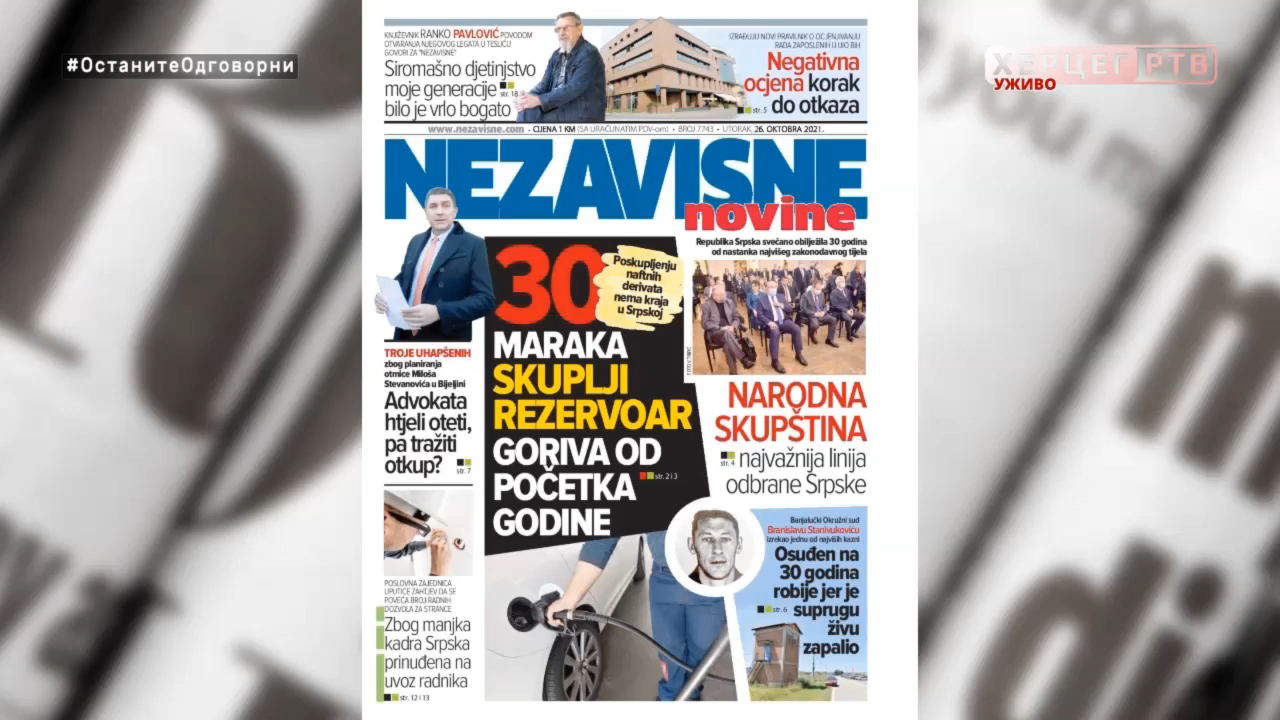 #ОстанитеОдговорни
ХЕРЦЕГ РТВ
УЖИВО
KNJIŽEVNIK RANKO PAVLOVIĆ POVODOM
OTVARANJA NJEGOVOG LEGATA U TESLIĆU
GOVORI ZA "NEZAVISNE"
Siromašno djetinjstvo
moje generacije str. 18.
bilo je vrlo bogato
IZRAĐUJU NOVI PRAVILNIK O OCJENJIVANJU
RADA ZAPOSLENIH U UIO BIH
Negativna
ocjena korak
str. 5 do otkaza
www.nezavisne.com - CIJENA 1 KM (SA URAČUNATIM PDV-om) • BROJ 7743 • UTORAK, 26. OKTOBRA 2021.
NEZAVISNE
novine
TROJE UHAPŠENIH
zbog planiranja
otmice Miloša
Stevanovića u Bijeljini
Advokata
htjeli oteti,
pa tražiti
otkup?
str. 7
POSLOVNA ZAJEDNICA
UPUTIĆE ZAHTJEV DA SE
POVEĆA BROJ RADNIH
DOZVOLA ZA STRANCE
Zbog manjka
kadra Srpska
prinuđena na
uvoz radnika
str. 12 i 13
30
Poskupljenju
naftnih
derivata
nema kraja
u Srpskoj
MARAKA
SKUPLJI
REZERVOAR
GORIVA OD
POČETKA str. 2 i 3
GODINE
Republika Srpska svečano obilježila 30 godina
od nastanka najvišeg zakonodavnog tijela
NARODNA
SKUPŠTINA
str. 4 najvažnija linija
odbrane Srpske
Banjalučki Okružni sud
Branislavu Stanivukoviću
izrekao jednu od najviših kazni
Osuđen na
30 godina
robije jer je
str. 6 suprugu
živu
zapalio